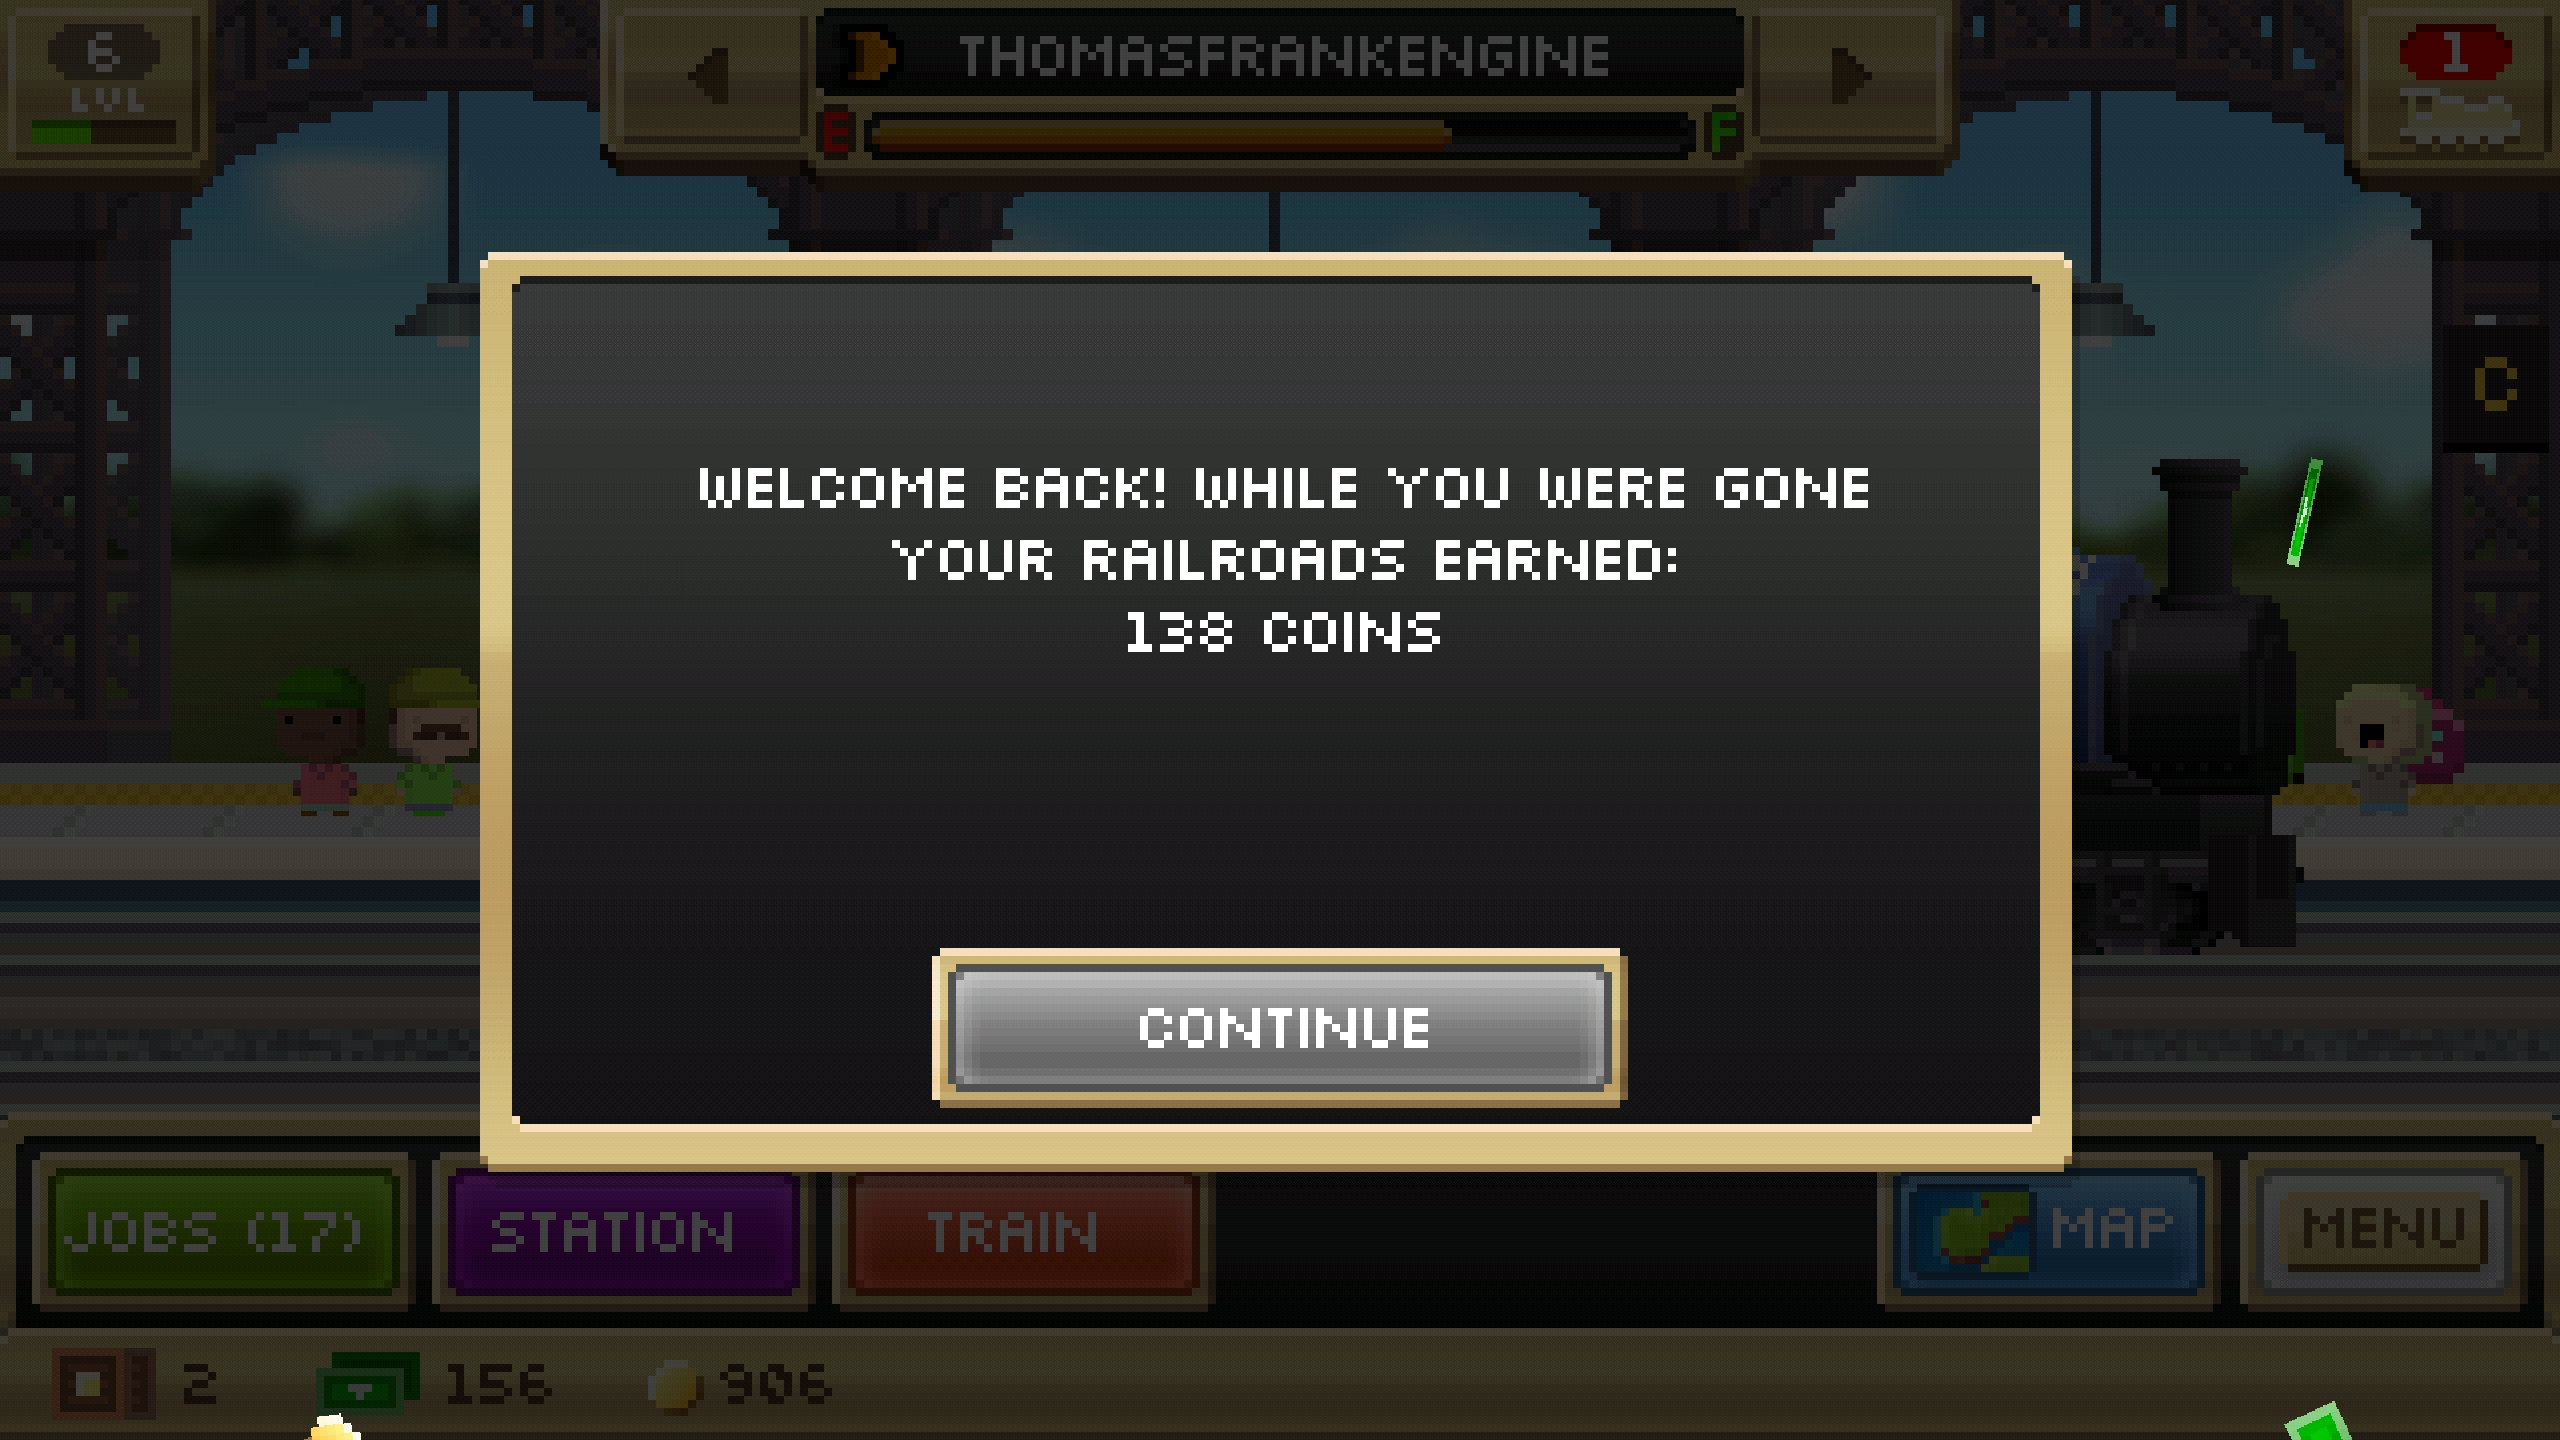 6
LVL
THOMASFRANKENGINE
E F
1
C
WELCOME BACK! WHILE YOU WERE GONE
YOUR RAILROADS EARNED:
138 COINS
CONTINUE
JOBS (17) STATION TRAIN MAP MENU
2 156 906